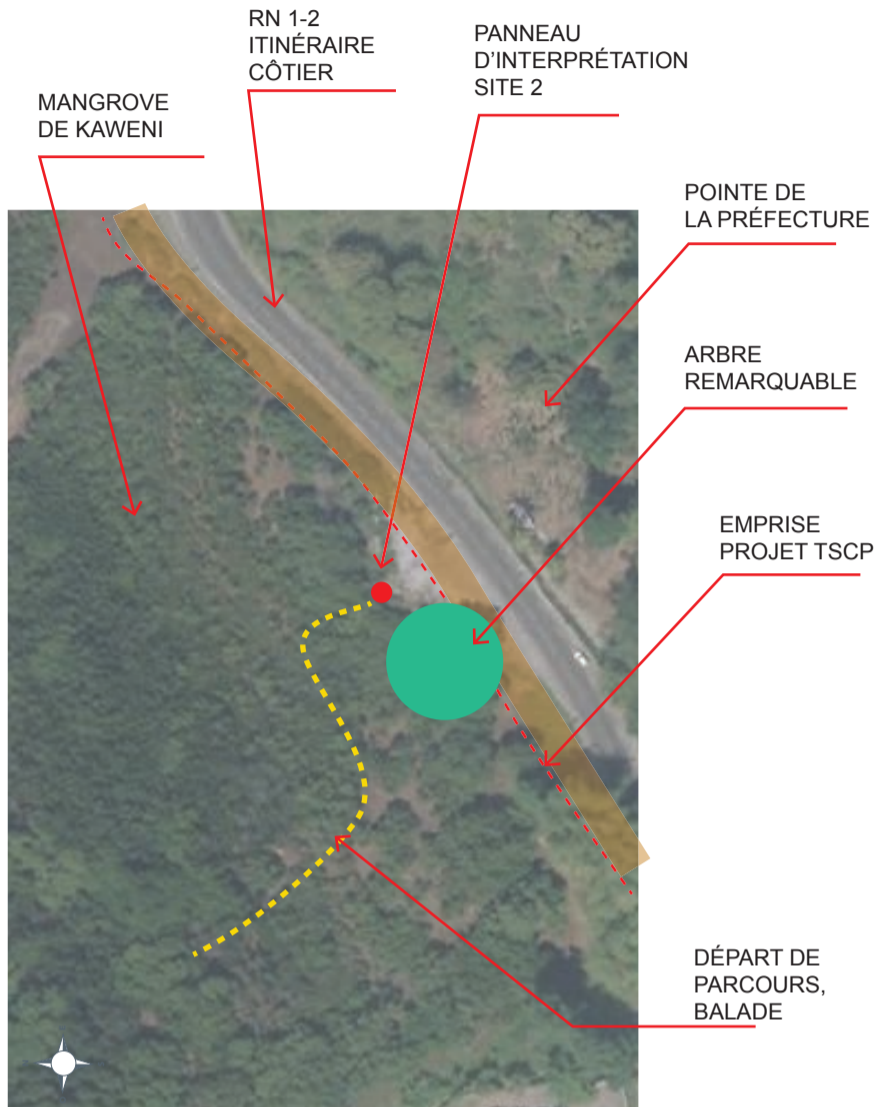 RN 1-2
ITINÉRAIRE
CÔTIER
PANNEAU
D'INTERPRÉTATION
SITE 2
MANGROVE
DE KAWENI
POINTE DE
LA PRÉFECTURE
ARBRE
REMARQUABLE
EMPRISE
PROJET TSCP
DÉPART DE
PARCOURS,
BALADE